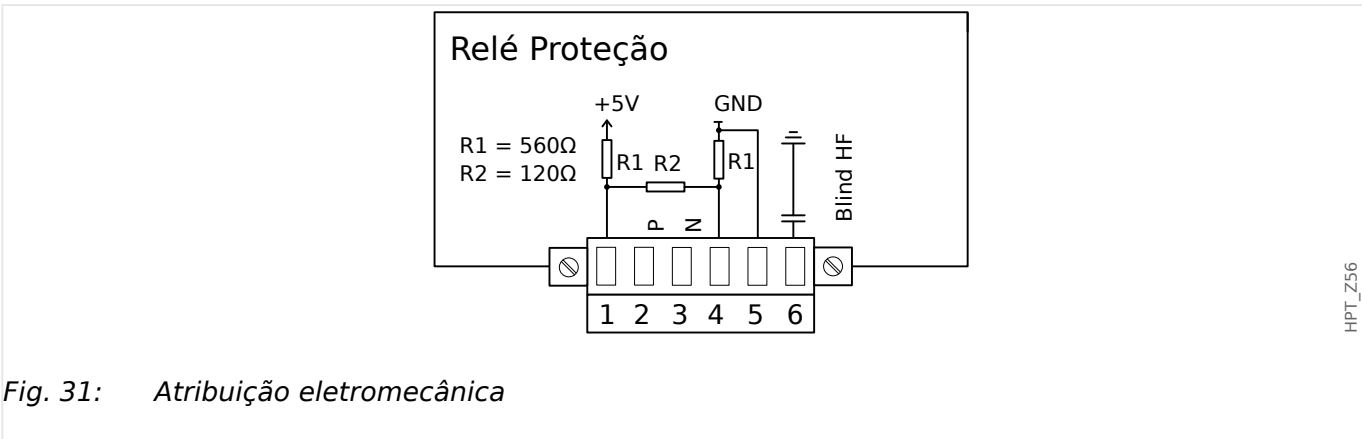 Relé Proteção
+5V
GND
R1 = 560Ω
R2 = 120Ω
R1
R2
R1
Blind HF
P
N
1 2 3 4 5 6
HPT_Z56
Fig. 31: Atribuição eletromecânica